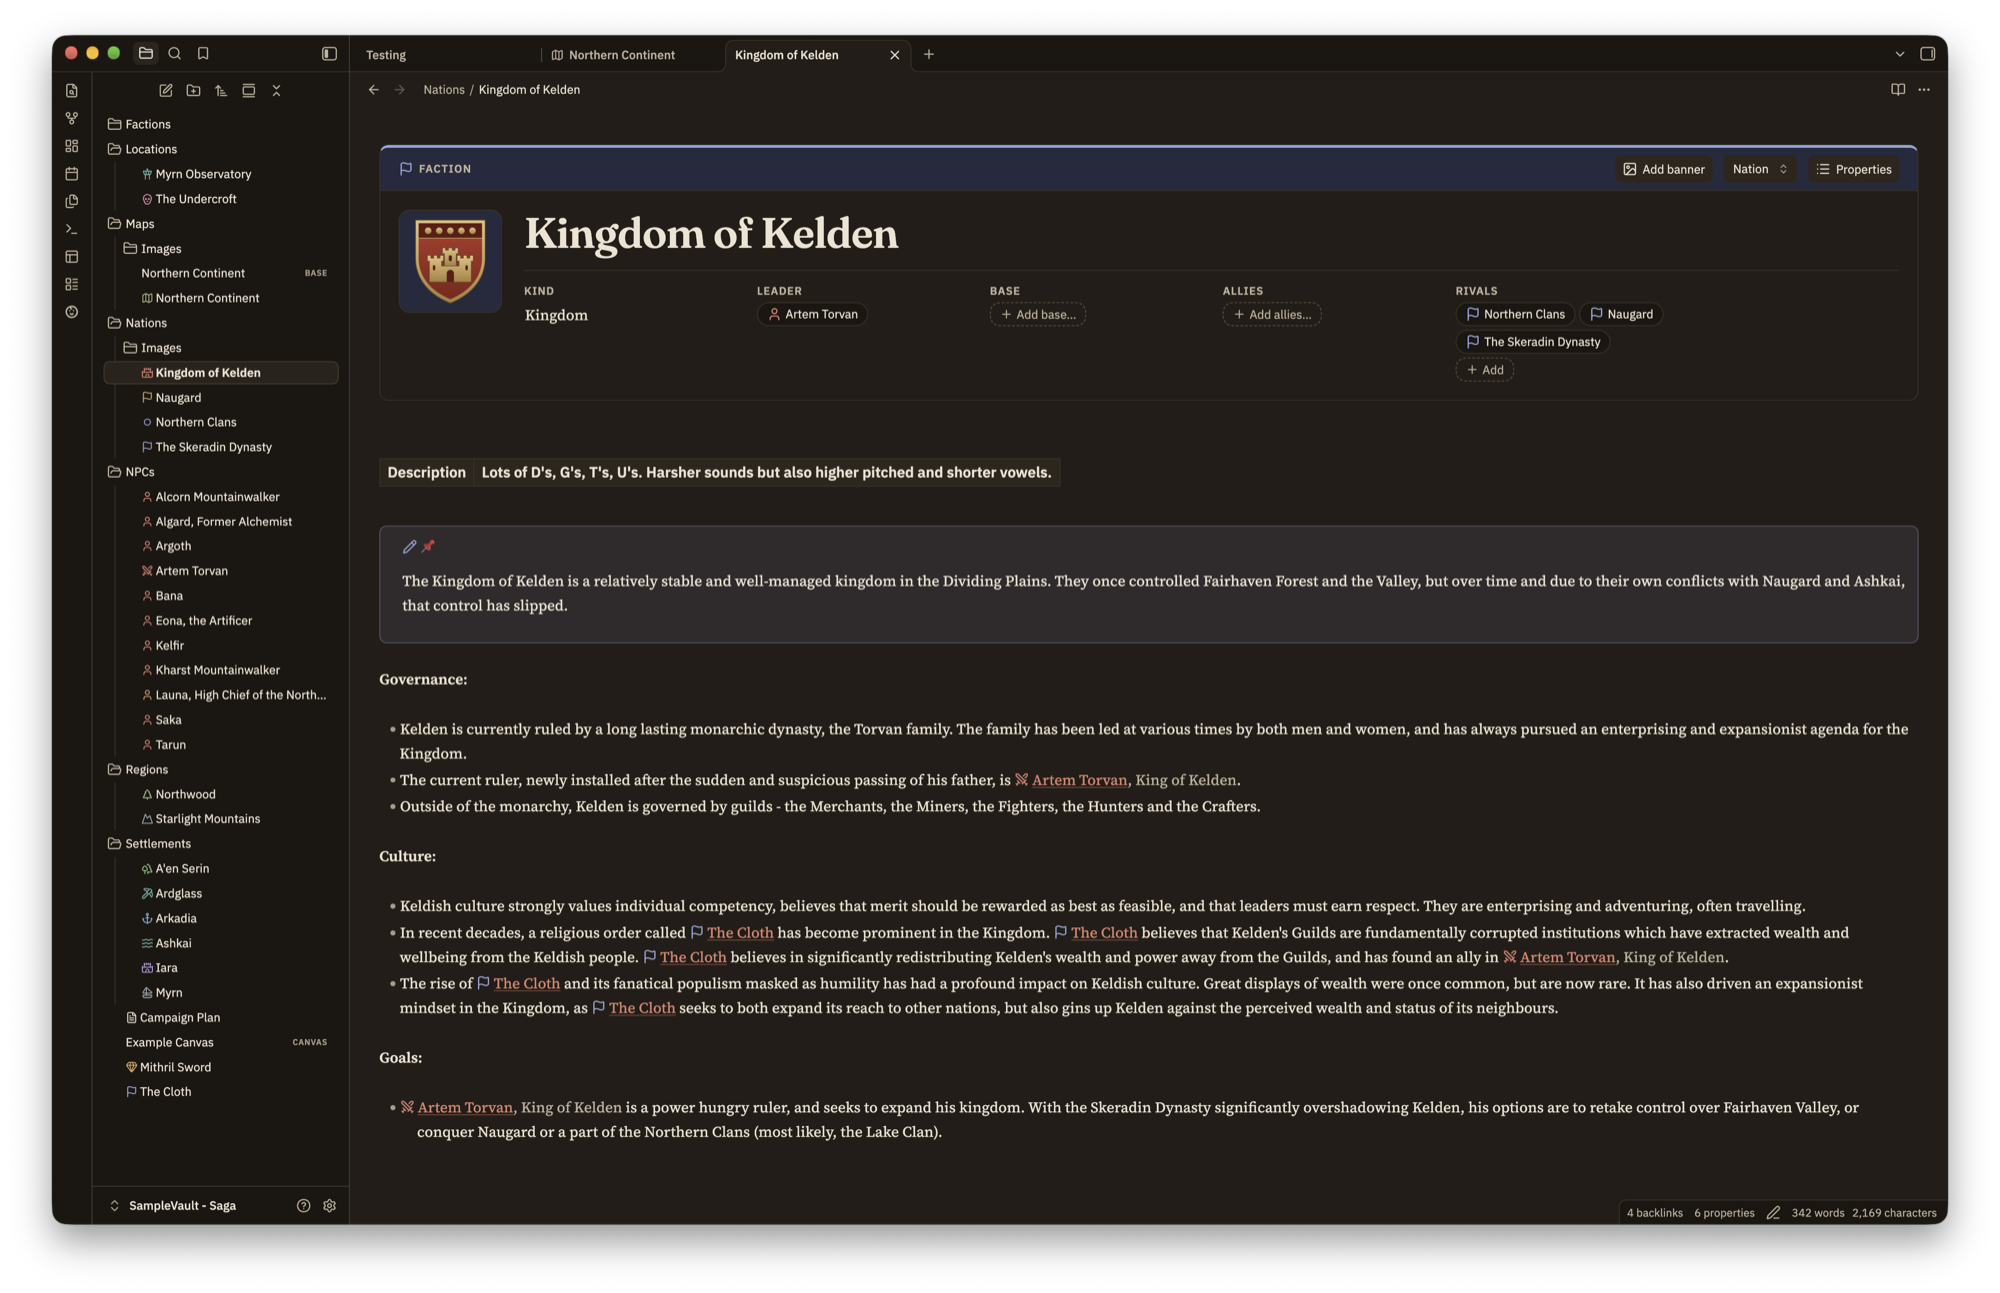 Testing
Northern Continent
Kingdom of Kelden
Nations / Kingdom of Kelden
Factions
Locations
Myrn Observatory
The Undercroft
Maps
Images
Northern Continent BASE
Northern Continent
Nations
Images
Kingdom of Kelden
Naugard
Northern Clans
The Skeradin Dynasty
NPCs
Alcorn Mountainwalker
Algard, Former Alchemist
Argoth
Artem Torvan
Bana
Eona, the Artificer
Kelfir
Kharst Mountainwalker
Launa, High Chief of the North...
Saka
Tarun
Regions
Northwood
Starlight Mountains
Settlements
A'en Serin
Ardglass
Arkadia
Ashkai
Iara
Myrn
Campaign Plan
Example Canvas CANVAS
Mithril Sword
The Cloth
SampleVault - Saga
FACTION
Add banner
Nation
Properties
Kingdom of Kelden
KIND
Kingdom
LEADER
Artem Torvan
BASE
+ Add base...
ALLIES
+ Add allies...
RIVALS
Northern Clans
Naugard
The Skeradin Dynasty
+ Add
Description Lots of D's, G's, T's, U's. Harsher sounds but also higher pitched and shorter vowels.
The Kingdom of Kelden is a relatively stable and well-managed kingdom in the Dividing Plains. They once controlled Fairhaven Forest and the Valley, but over time and due to their own conflicts with Naugard and Ashkai,
that control has slipped.
Governance:
• Kelden is currently ruled by a long lasting monarchic dynasty, the Torvan family. The family has been led at various times by both men and women, and has always pursued an enterprising and expansionist agenda for the
Kingdom.
• The current ruler, newly installed after the sudden and suspicious passing of his father, is Artem Torvan, King of Kelden.
• Outside of the monarchy, Kelden is governed by guilds - the Merchants, the Miners, the Fighters, the Hunters and the Crafters.
Culture:
• Keldish culture strongly values individual competency, believes that merit should be rewarded as best as feasible, and that leaders must earn respect. They are enterprising and adventuring, often travelling.
• In recent decades, a religious order called The Cloth has become prominent in the Kingdom. The Cloth believes that Kelden's Guilds are fundamentally corrupted institutions which have extracted wealth and
wellbeing from the Keldish people. The Cloth believes in significantly redistributing Kelden's wealth and power away from the Guilds, and has found an ally in Artem Torvan, King of Kelden.
• The rise of The Cloth and its fanatical populism masked as humility has had a profound impact on Keldish culture. Great displays of wealth were once common, but are now rare. It has also driven an expansionist
mindset in the Kingdom, as The Cloth seeks to both expand its reach to other nations, but also gins up Kelden against the perceived wealth and status of its neighbours.
Goals:
• Artem Torvan, King of Kelden is a power hungry ruler, and seeks to expand his kingdom. With the Skeradin Dynasty significantly overshadowing Kelden, his options are to retake control over Fairhaven Valley, or
conquer Naugard or a part of the Northern Clans (most likely, the Lake Clan).
4 backlinks 6 properties 342 words 2,169 characters